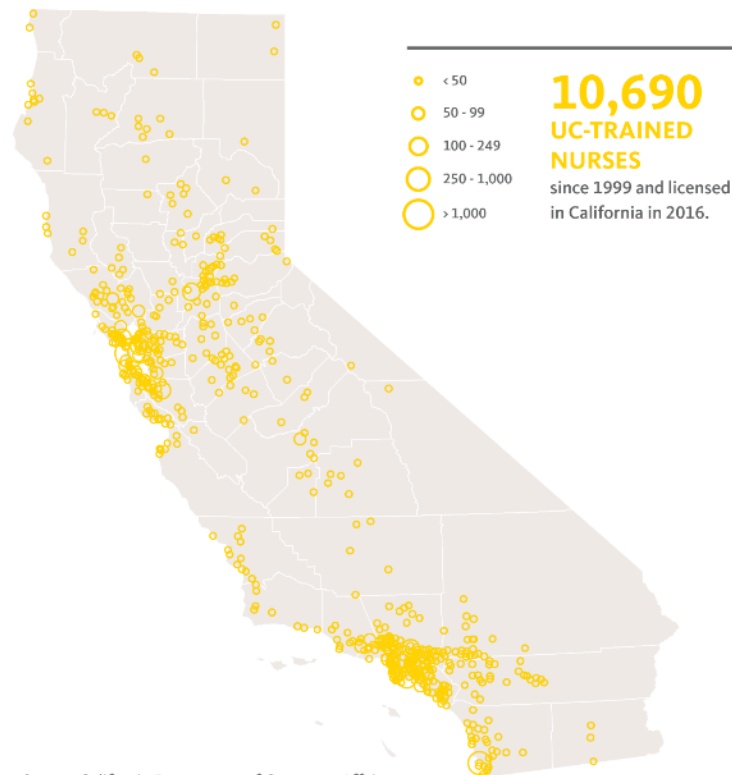 < 50
50 - 99
100 - 249
250 - 1,000
> 1,000
10,690
UC-TRAINED
NURSES
since 1999 and licensed
in California in 2016.